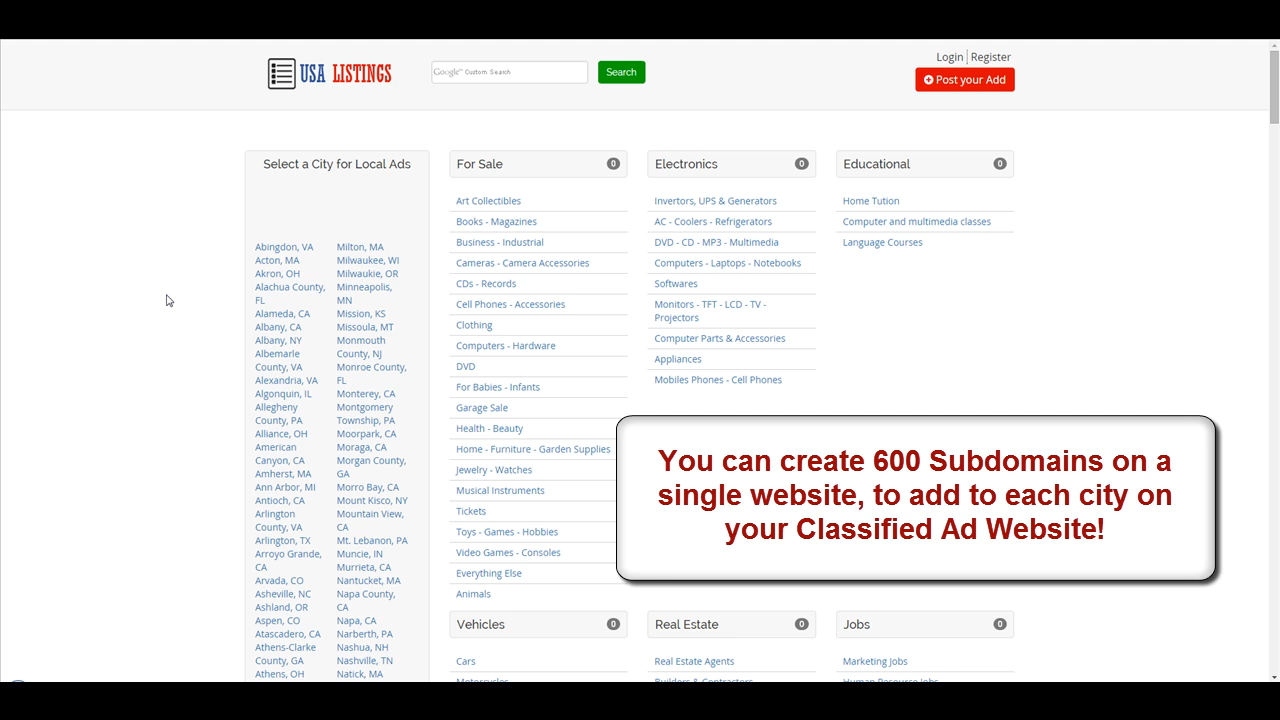 USA LISTINGS
Google™ Custom Search
Search
Login | Register
Post your Add
Select a City for Local Ads
Abingdon, VA
Acton, MA
Akron, OH
Alachua County,
FL
Alameda, CA
Albany, CA
Albany, NY
Albemarle
County, VA
Alexandria, VA
Algonquin, IL
Allegheny
County, PA
Alliance, OH
American
Canyon, CA
Amherst, MA
Ann Arbor, MI
Antioch, CA
Arlington
County, VA
Arlington, TX
Arroyo Grande,
CA
Arvada, CO
Asheville, NC
Ashland, OR
Aspen, CO
Atascadero, CA
Athens-Clarke
County, GA
Athens, OH
Milton, MA
Milwaukee, WI
Milwaukie, OR
Minneapolis,
MN
Mission, KS
Missoula, MT
Monmouth
County, NJ
Monroe County,
FL
Monterey, CA
Montgomery
Township, PA
Moorpark, CA
Moraga, CA
Morgan County,
GA
Morro Bay, CA
Mount Kisco, NY
Mountain View,
CA
Mt. Lebanon, PA
Muncie, IN
Murrieta, CA
Nantucket, MA
Napa County,
CA
Napa, CA
Narberth, PA
Nashua, NH
Nashville, TN
Natick, MA
For Sale 0
Art Collectibles
Books - Magazines
Business - Industrial
Cameras - Camera Accessories
CDs - Records
Cell Phones - Accessories
Clothing
Computers - Hardware
DVD
For Babies - Infants
Garage Sale
Health - Beauty
Home - Furniture - Garden Supplies
Jewelry - Watches
Musical Instruments
Tickets
Toys - Games - Hobbies
Video Games - Consoles
Everything Else
Animals
Electronics 0
Invertors, UPS & Generators
AC - Coolers - Refrigerators
DVD - CD - MP3 - Multimedia
Computers - Laptops - Notebooks
Softwares
Monitors - TFT - LCD - TV -
Projectors
Computer Parts & Accessories
Appliances
Mobiles Phones - Cell Phones
Educational 0
Home Tution
Computer and multimedia classes
Language Courses
You can create 600 Subdomains on a
single website, to add to each city on
your Classified Ad Website!
Vehicles 0
Cars
Motorcycles
Real Estate 0
Real Estate Agents
Builders & Contractors
Jobs 0
Marketing Jobs
Human Resource Jobs